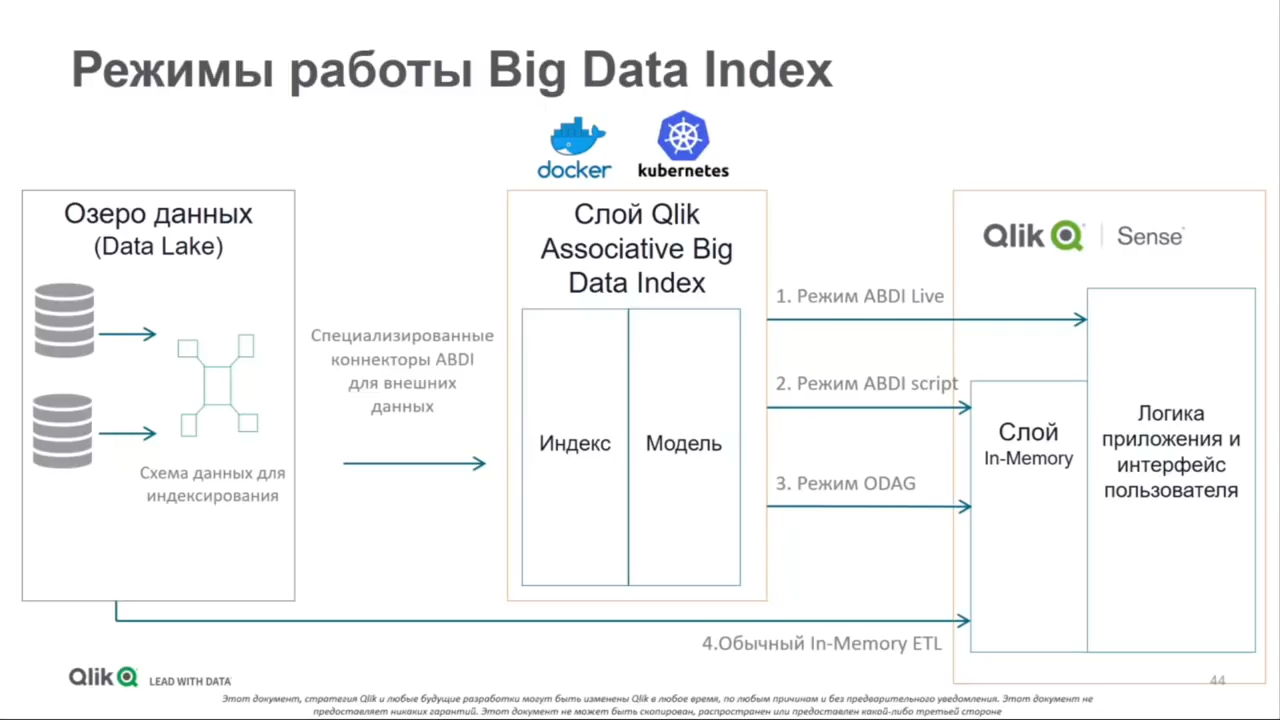 Режимы работы Big Data Index
docker
kubernetes
Озеро данных
(Data Lake)
Схема данных для
индексирования
Специализированные
коннекторы ABDI
для внешних
данных
Слой Qlik
Associative Big
Data Index
Индекс
Модель
1. Режим ABDI Live
2. Режим ABDI script
3. Режим ODAG
4.Обычный In-Memory ETL
Qlik Sense
Слой
In-Memory
Логика
приложения и
интерфейс
пользователя
Qlik LEAD WITH DATA
44
Этот документ, стратегия Qlik и любые будущие разработки могут быть изменены Qlik в любое время, по любым причинам и без предварительного уведомления. Этот документ не
предоставляет никаких гарантий. Этот документ не может быть скопирован, распространен или предоставлен какой-либо третьей стороне